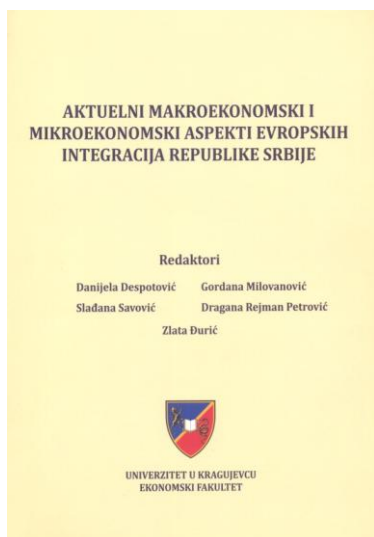 AKTUELNI MAKROEKONOMSKI I
MIKROEKONOMSKI ASPEKTI EVROPSKIH
INTEGRACIJA REPUBLIKE SRBIJE
Redaktori
Danijela Despotović Gordana Milovanović
Slađana Savović Dragana Rejman Petrović
Zlata Đurić
UNIVERZITET U KRAGUJEVCU
EKONOMSKI FAKULTET